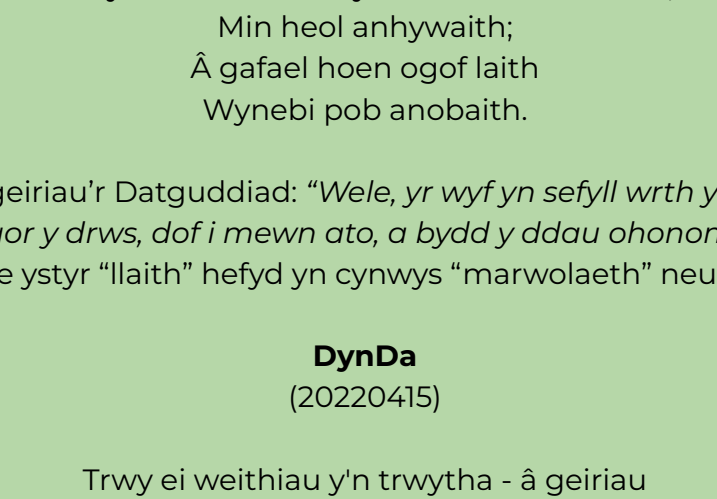 Min heol anhywaith;
Â gafael hoen ogof laith
Wynebi pob anobaith.
geiriau'r Datguddiad: “Wele, yr wyf yn sefyll wrth y
y drws, dof i mewn ato, a bydd y ddau
ystyr “llaith” hefyd yn cynwys “marwolaeth” neu
DynDa
(20220415)
Trwy ei weithiau y'n trwytha - â geiriau